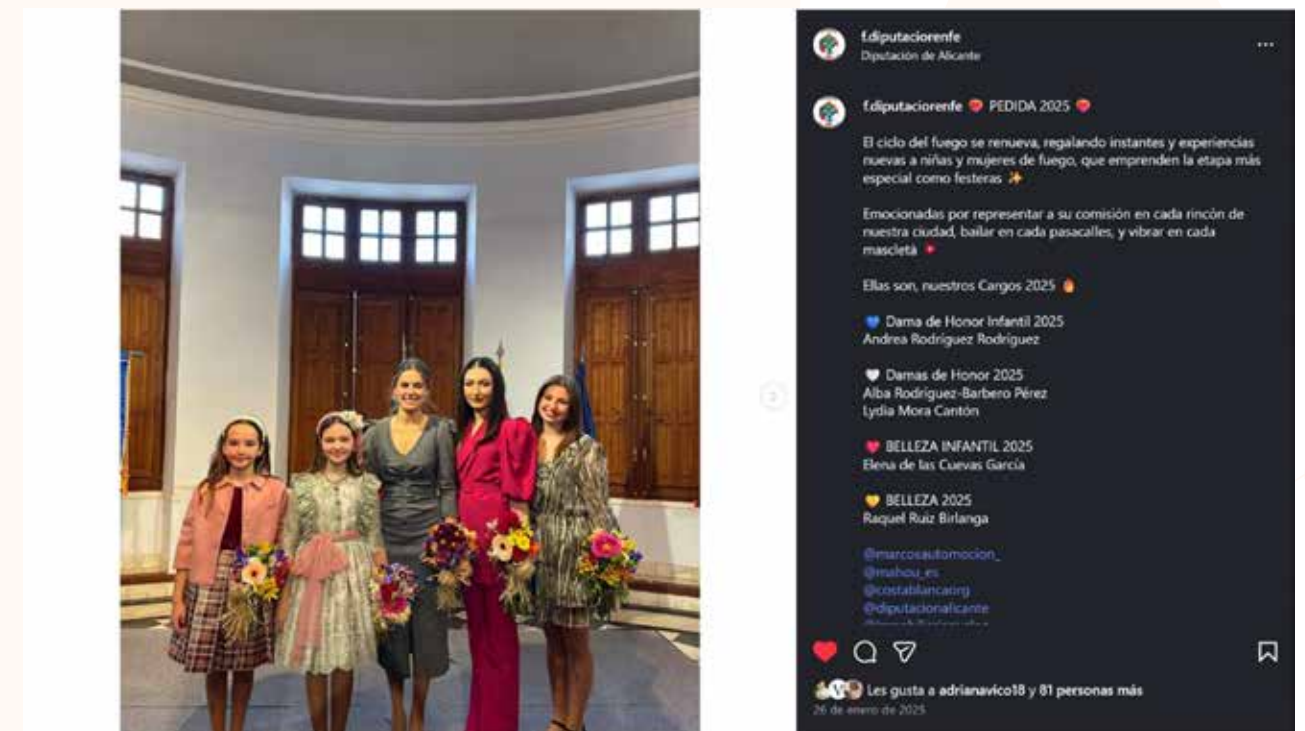 f.diputaciorenfe
Diputación de Alicante
f.diputaciorenfe PEDIDA 2025
El ciclo del fuego se renueva, regalando instantes y experiencias
nuevas a niñas y mujeres de fuego, que emprenden la etapa más
especial como festeras
Emocionadas por representar a su comisión en cada rincón de
nuestra ciudad, bailar en cada pasacalles, y vibrar en cada
mascletà
Ellas son, nuestros Cargos 2025
Dama de Honor Infantil 2025
Andrea Rodríguez Rodríguez
Damas de Honor 2025
Alba Rodríguez-Barbero Pérez
Lydia Mora Cantón
BELLEZA INFANTIL 2025
Elena de las Cuevas García
BELLEZA 2025
Raquel Ruiz Birlanga
@marcosautomocion_
@mahou_es
@costablancaorg
@diputacionalicante
Les gusta a adrianavico18 y 81 personas más
26 de enero de 2025